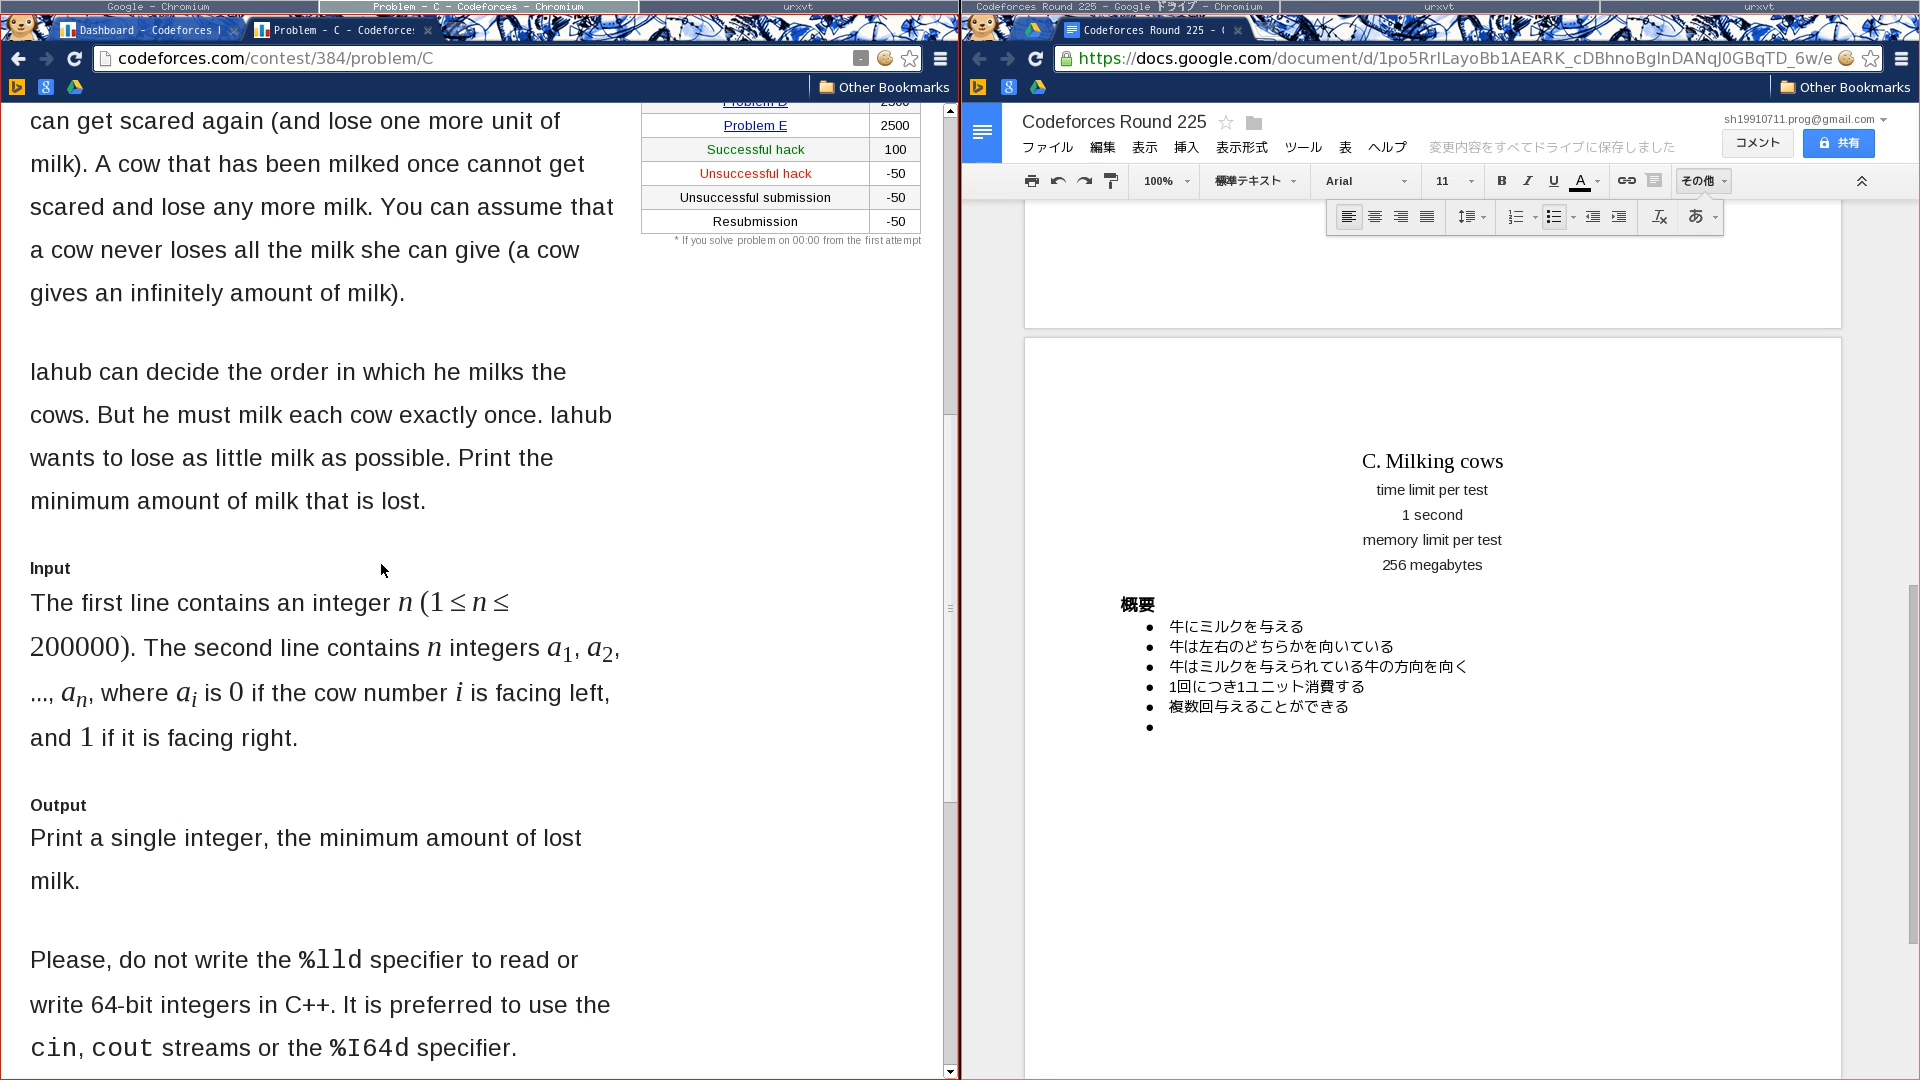 Google - Chromium
Problem - C - Codeforces - Chromium
urxvt
Codeforces Round 225 - Google ドライブ - Chromium
urxvt
urxvt
Dashboard - Codeforces
Problem - C - Codeforces
codeforces.com/contest/384/problem/C
Other Bookmarks
can get scared again (and lose one more unit of
milk). A cow that has been milked once cannot get
scared and lose any more milk. You can assume that
a cow never loses all the milk she can give (a cow
gives an infinitely amount of milk).
Iahub can decide the order in which he milks the
cows. But he must milk each cow exactly once. Iahub
wants to lose as little milk as possible. Print the
minimum amount of milk that is lost.
Input
The first line contains an integer n (1 ≤ n ≤
200000). The second line contains n integers a1, a2,
..., an, where ai is 0 if the cow number i is facing left,
and 1 if it is facing right.
Output
Print a single integer, the minimum amount of lost
milk.
Please, do not write the %lld specifier to read or
write 64-bit integers in C++. It is preferred to use the
cin, cout streams or the %I64d specifier.
Problem D 2500
Problem E 2500
Successful hack 100
Unsuccessful hack -50
Unsuccessful submission -50
Resubmission -50
* If you solve problem on 00:00 from the first attempt
Codeforces Round 225 -
https://docs.google.com/document/d/1po5RrlLayoBb1AEARK_cDBhnoBglnDANqJ0GBqTD_6w/e
Other Bookmarks
Codeforces Round 225
sh19910711.prog@gmail.com
ファイル 編集 表示 挿入 表示形式 ツール 表 ヘルプ 変更内容をすべてドライブに保存しました
コメント 共有
100% 標準テキスト Arial 11 B I U A その他
あ
C. Milking cows
time limit per test
1 second
memory limit per test
256 megabytes
概要
● 牛にミルクを与える
● 牛は左右のどちらかを向いている
● 牛はミルクを与えられている牛の方向を向く
● 1回につき1ユニット消費する
● 複数回与えることができる
●